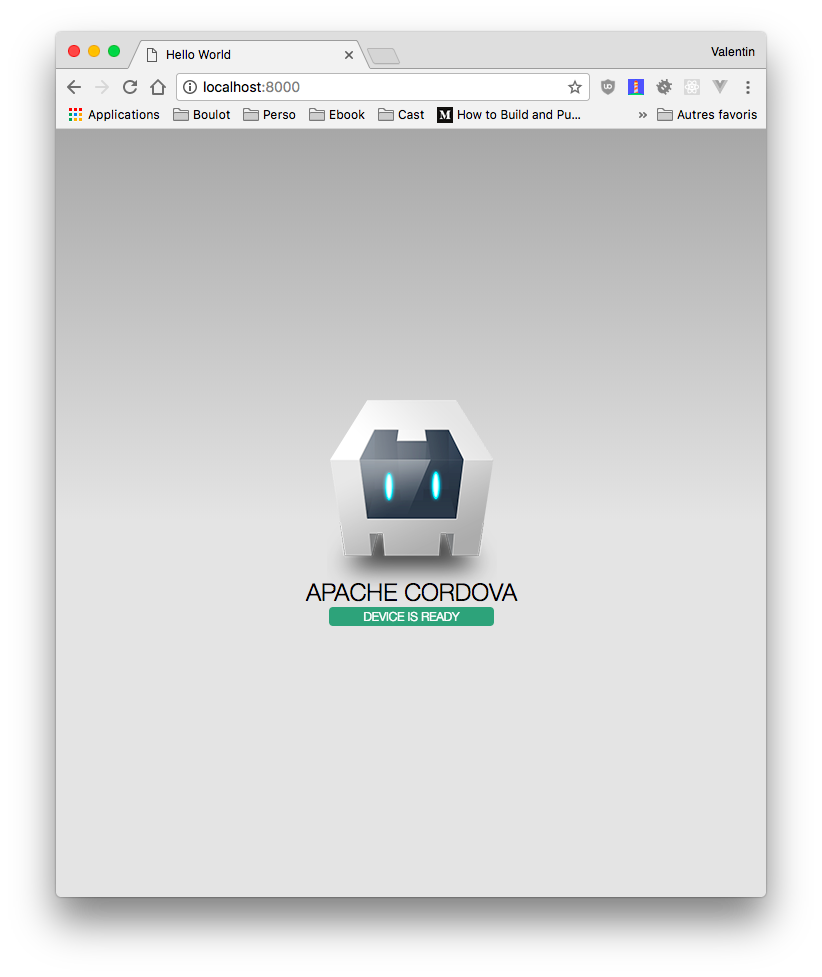 Hello World
Valentin
localhost:8000
Applications Boulot Perso Ebook Cast M How to Build and Pu... » Autres favoris
APACHE CORDOVA
DEVICE IS READY